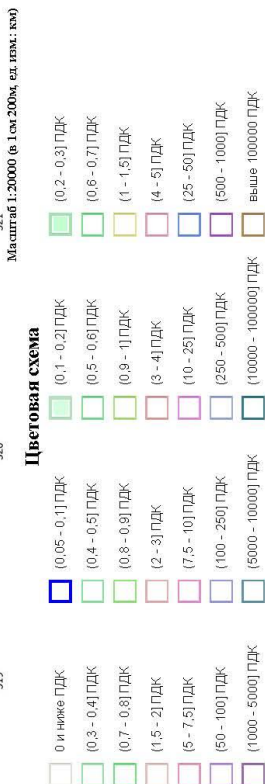 Масштаб 1:20000 (в 1см 200м, ед. изм.: км)
Цветовая схема
0 и ниже ПДК (0,05 - 0,1] ПДК (0,1 - 0,2] ПДК (0,2 - 0,3] ПДК
(0,3 - 0,4] ПДК (0,4 - 0,5] ПДК (0,5 - 0,6] ПДК (0,6 - 0,7] ПДК
(0,7 - 0,8] ПДК (0,8 - 0,9] ПДК (0,9 - 1] ПДК (1 - 1,5] ПДК
(1,5 - 2] ПДК (2 - 3] ПДК (3 - 4] ПДК (4 - 5] ПДК
(5 - 7,5] ПДК (7,5 - 10] ПДК (10 - 25] ПДК (25 - 50] ПДК
(50 - 100] ПДК (100 - 250] ПДК (250 - 500] ПДК (500 - 1000] ПДК
(1000 - 5000] ПДК (5000 - 10000] ПДК (10000 - 100000] ПДК выше 100000 ПДК